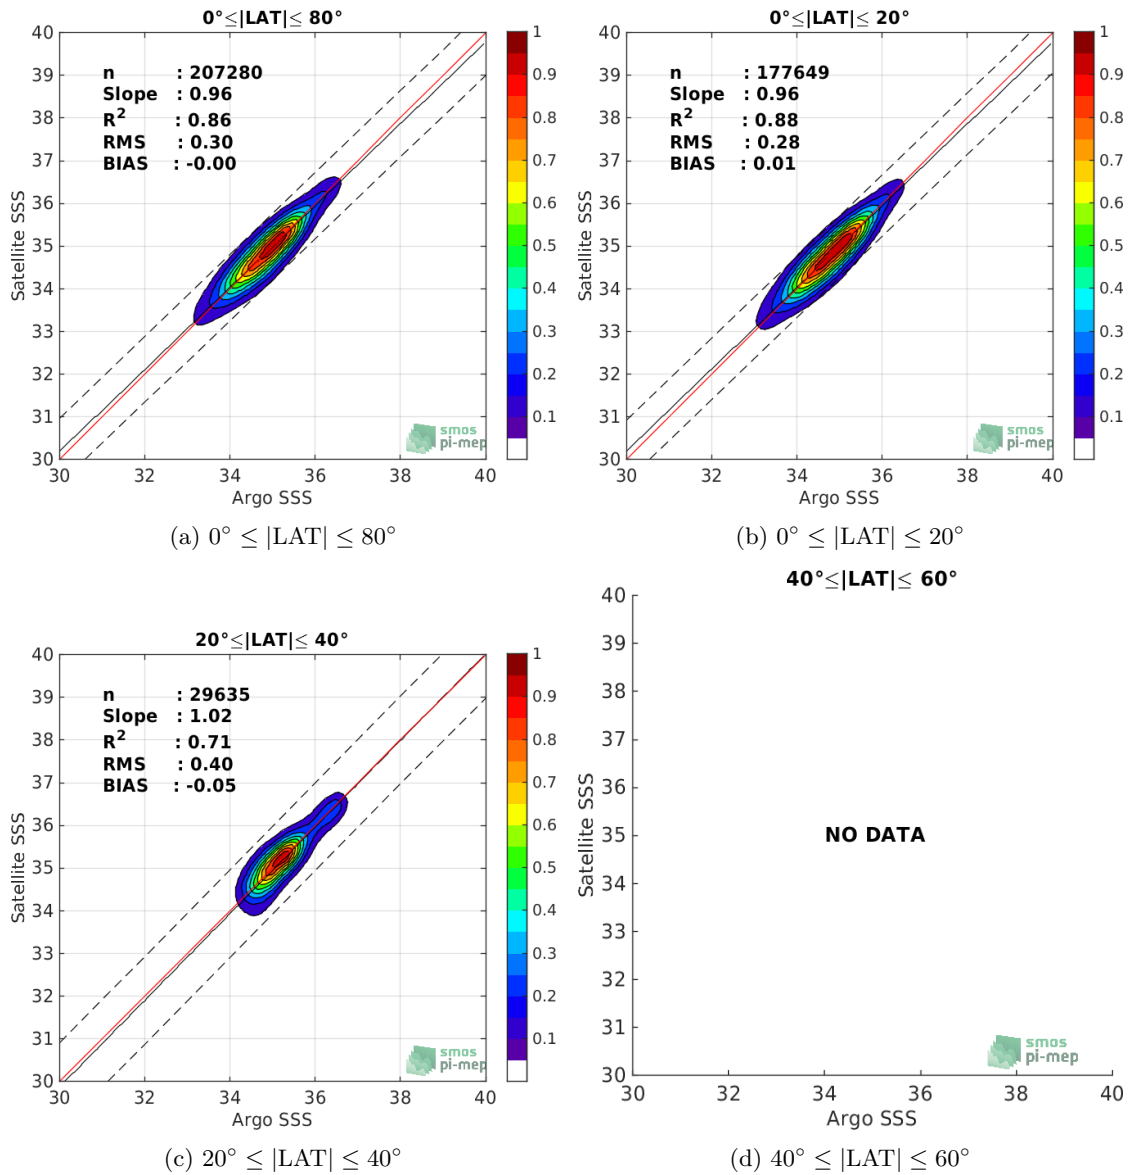 0°≤|LAT|≤ 80°
40
39
38
37
36
35
34
33
32
31
30
Satellite SSS
n : 207280
Slope : 0.96
R² : 0.86
RMS : 0.30
BIAS : -0.00
smos
pi-mep
30 32 34 36 38 40
Argo SSS
1
0.9
0.8
0.7
0.6
0.5
0.4
0.3
0.2
0.1
(a) 0° ≤ |LAT| ≤ 80°
0°≤|LAT|≤ 20°
40
39
38
37
36
35
34
33
32
31
30
Satellite SSS
n : 177649
Slope : 0.96
R² : 0.88
RMS : 0.28
BIAS : 0.01
smos
pi-mep
30 32 34 36 38 40
Argo SSS
1
0.9
0.8
0.7
0.6
0.5
0.4
0.3
0.2
0.1
(b) 0° ≤ |LAT| ≤ 20°
20°≤|LAT|≤ 40°
40
39
38
37
36
35
34
33
32
31
30
Satellite SSS
n : 29635
Slope : 1.02
R² : 0.71
RMS : 0.40
BIAS : -0.05
smos
pi-mep
30 32 34 36 38 40
Argo SSS
1
0.9
0.8
0.7
0.6
0.5
0.4
0.3
0.2
0.1
(c) 20° ≤ |LAT| ≤ 40°
40°≤|LAT|≤ 60°
40
39
38
37
36
35
34
33
32
31
30
Satellite SSS
NO DATA
smos
pi-mep
30 32 34 36 38 40
Argo SSS
(d) 40° ≤ |LAT| ≤ 60°